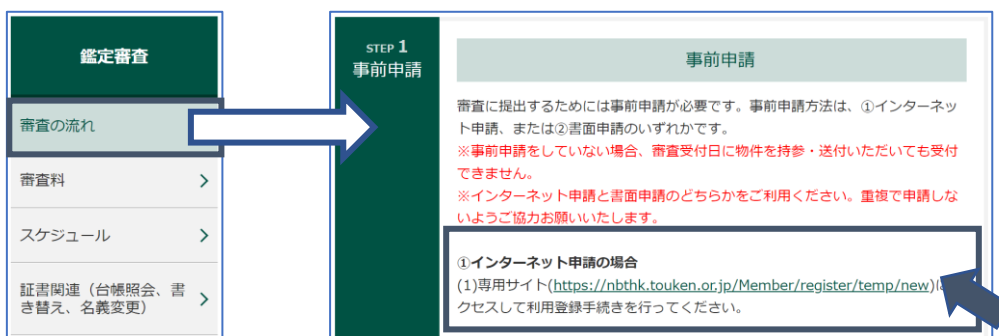 鑑定審査
審査の流れ
審査料
スケジュール
証書関連（台帳照会、書
き替え、名義変更）
STEP 1
事前申請
事前申請
審査に提出するためには事前申請が必要です。事前申請方法は、①インターネッ
ト申請、または②書面申請のいずれかです。
※事前申請をしていない場合、審査受付日に物件を持参・送付いただいても受付
できません。
※インターネット申請と書面申請のどちらかをご利用ください。重複で申請しな
いようご協力お願いいたします。
①インターネット申請の場合
(1)専用サイト(https://nbthk.touken.or.jp/Member/register/temp/new)に
クセスして利用登録手続きを行ってください。